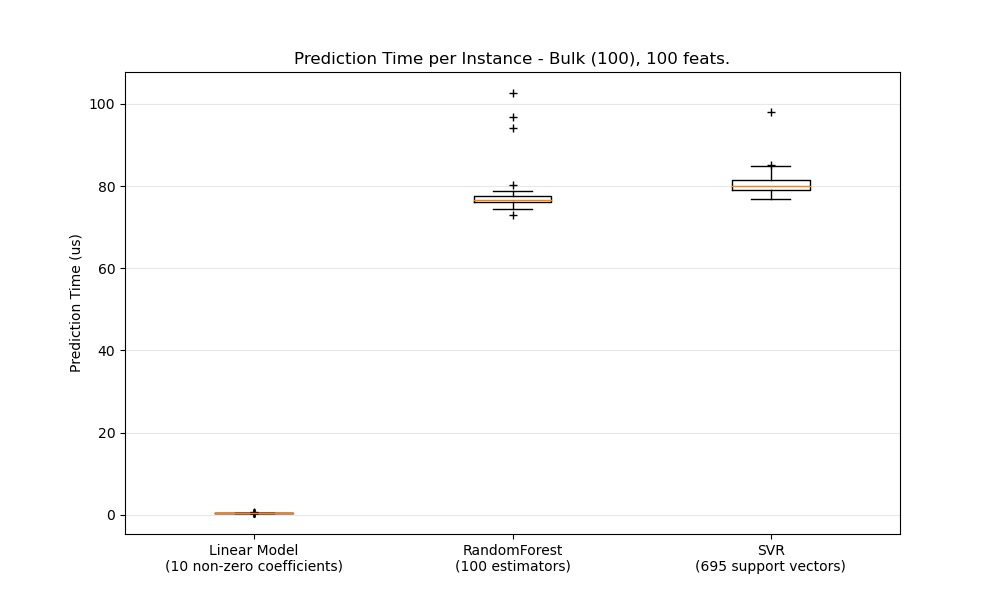 Prediction Time per Instance - Bulk (100), 100 feats.
Prediction Time (us)
100
80
60
40
20
0
Linear Model
(10 non-zero coefficients)
RandomForest
(100 estimators)
SVR
(695 support vectors)